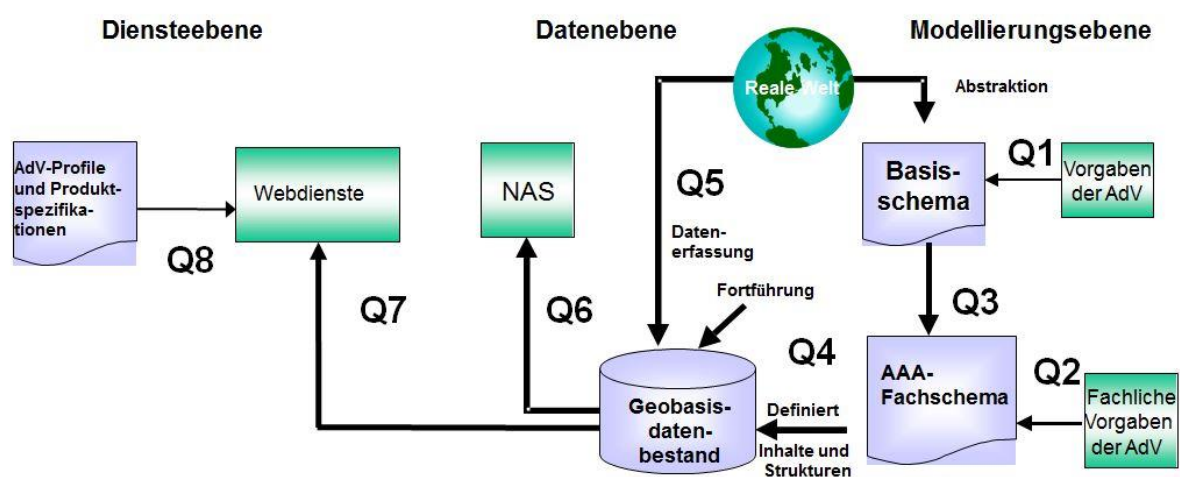 Diensteebene
Datenebene
Modellierungsebene
Reale Welt
Abstraktion
AdV-Profile
und Produkt-
spezifika-
tionen
Webdienste
NAS
Q5
Basis-
schema
Q1
Vorgaben
der AdV
Q8
Daten-
erfassung
Q7
Q6
Fortführung
Q3
Q4
AAA-
Fachschema
Q2
Fachliche
Vorgaben
der AdV
Geobasis-
daten-
bestand
Definiert
Inhalte und
Strukturen